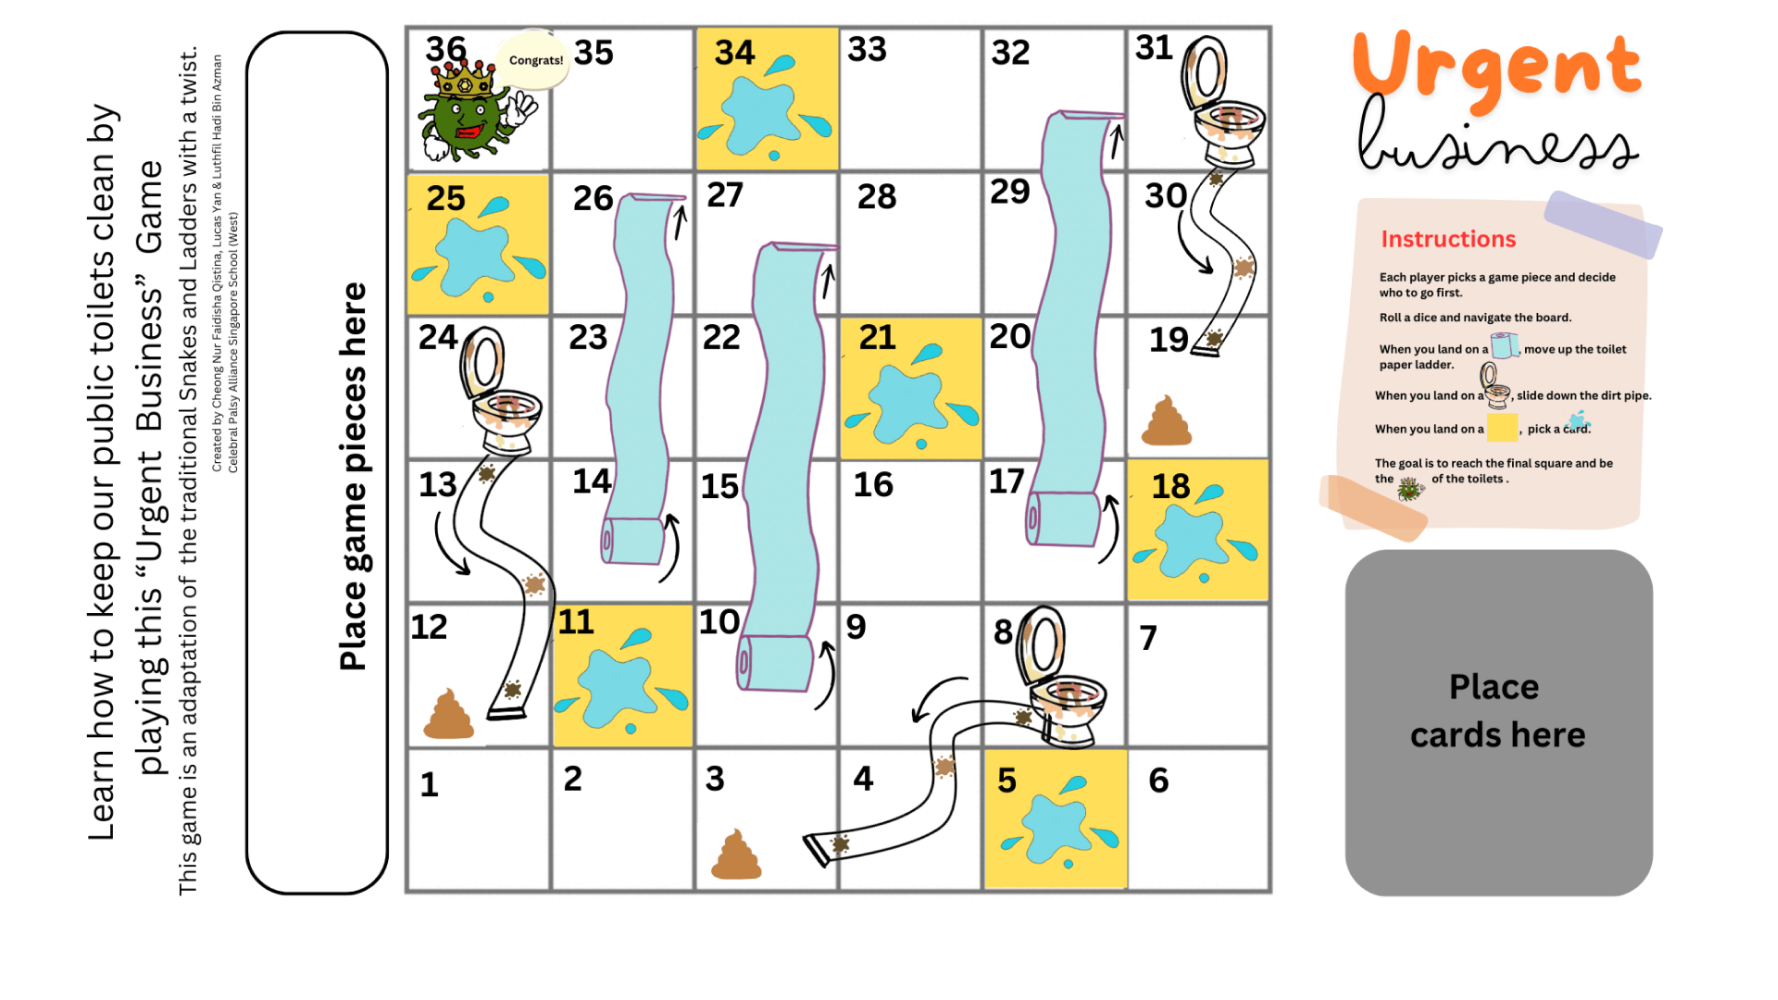 Learn how to keep our public toilets clean by
playing this “Urgent Business” Game
This game is an adaptation of the traditional Snakes and Ladders with a twist.
Created by Cheong Nur Faidisha Qistina, Lucas Yan & Luthfil Hadi Bin Azman
Celebral Palsy Alliance Singapore School (West)
Place game pieces here
36 Congrats! 35 34 33 32 31
25 26 27 28 29 30
24 23 22 21 20 19
13 14 15 16 17 18
12 11 10 9 8 7
1 2 3 4 5 6
Urgent
business
Instructions
Each player picks a game piece and decide
who to go first.
Roll a dice and navigate the board.
When you land on a , move up the toilet
paper ladder.
When you land on a , slide down the dirt pipe.
When you land on a , pick a card.
The goal is to reach the final square and be
the of the toilets .
Place
cards here